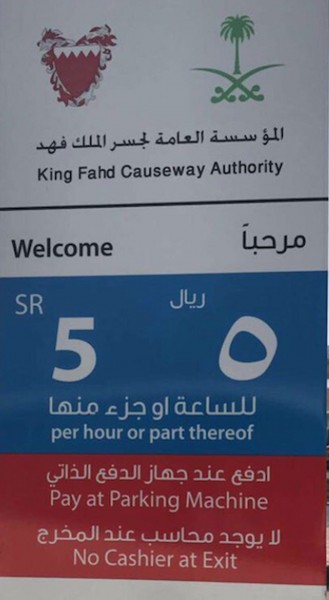 المؤسسة العامة لجسر الملك فهد
King Fahd Causeway Authority
Welcome مرحباً
SR ريال
5 ٥
للساعة او جزء منها
per hour or part thereof
ادفع عند جهاز الدفع الذاتي
Pay at Parking Machine
لا يوجد محاسب عند المخرج
No Cashier at Exit